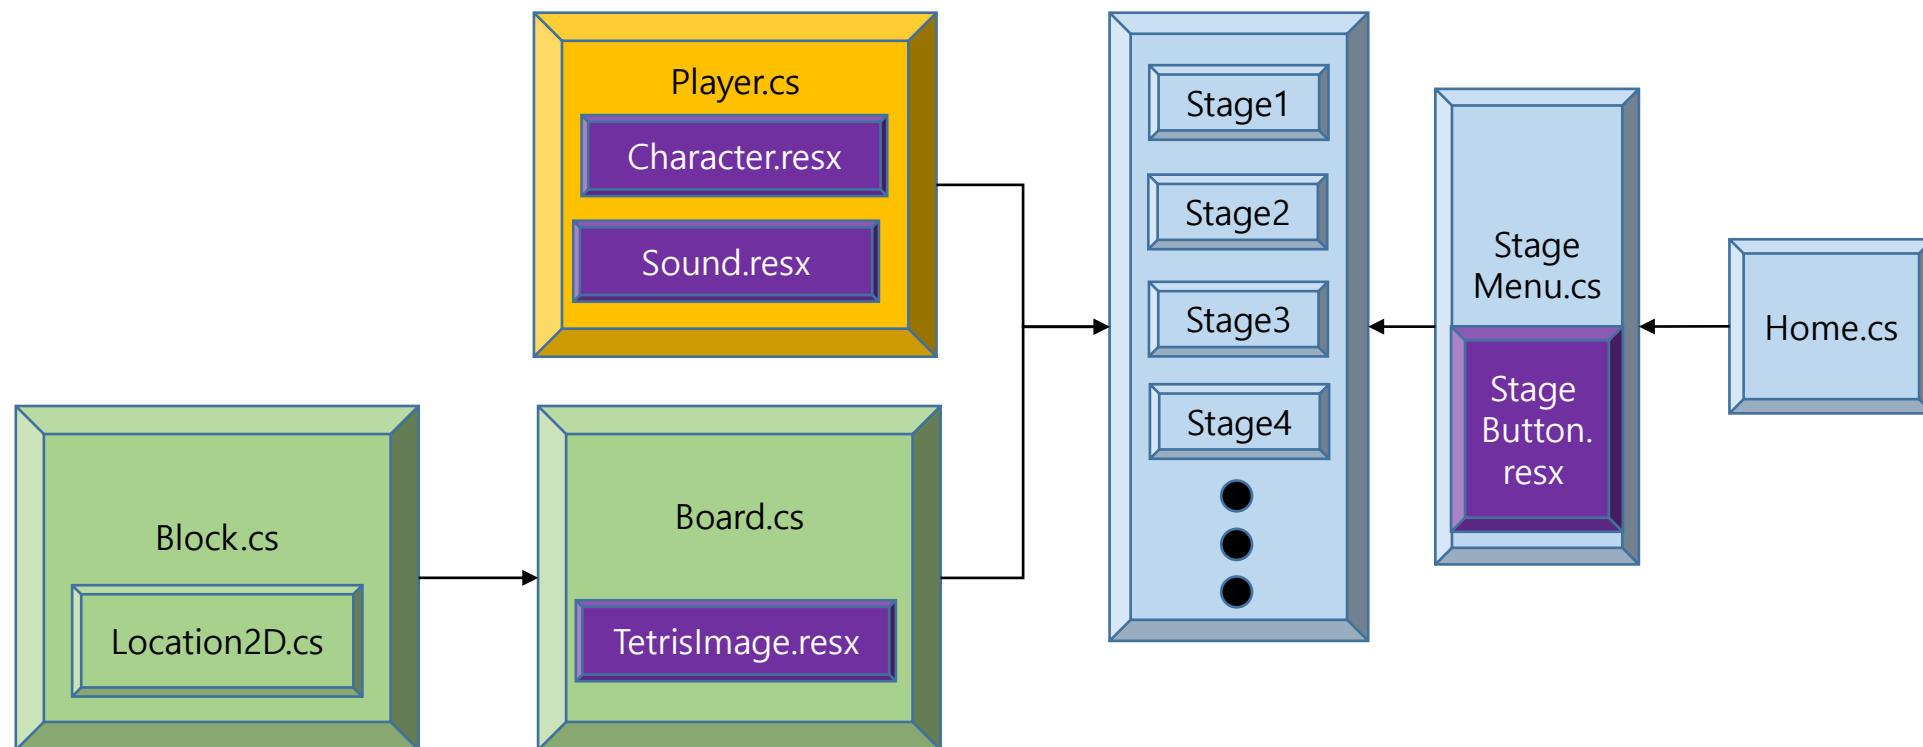 Player.cs
Character.resx
Sound.resx
Block.cs
Location2D.cs
Board.cs
TetrisImage.resx
Stage1
Stage2
Stage3
Stage4
Stage
Menu.cs
Stage
Button.
resx
Home.cs